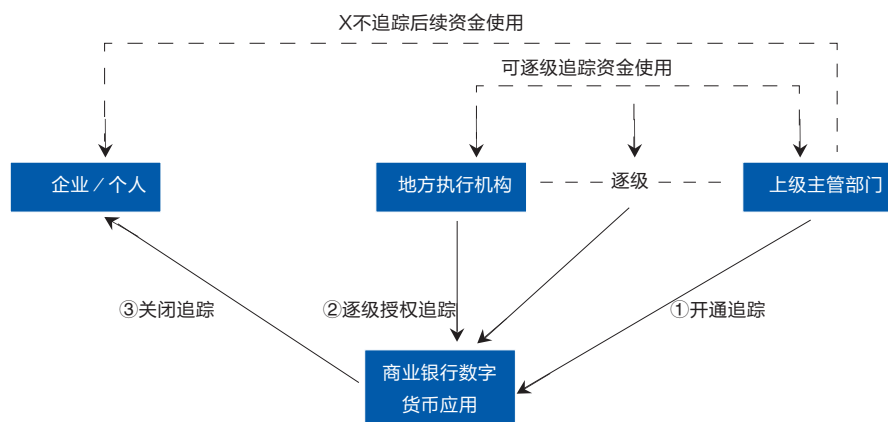 X不追踪后续资金使用
可逐级追踪资金使用
企业／个人
地方执行机构
逐级
上级主管部门
③关闭追踪
②逐级授权追踪
①开通追踪
商业银行数字
货币应用